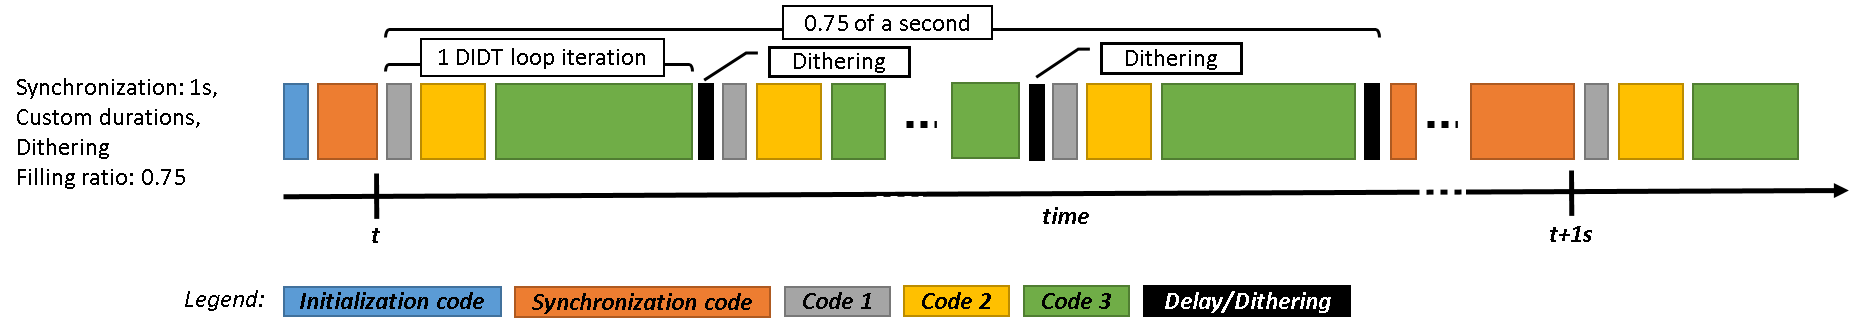 0.75 of a second
1 DIDT loop iteration
Dithering
Dithering
Synchronization: 1s,
Custom durations,
Dithering
Filling ratio: 0.75
t
time
t+1s
Legend:
Initialization code
Synchronization code
Code 1
Code 2
Code 3
Delay/Dithering